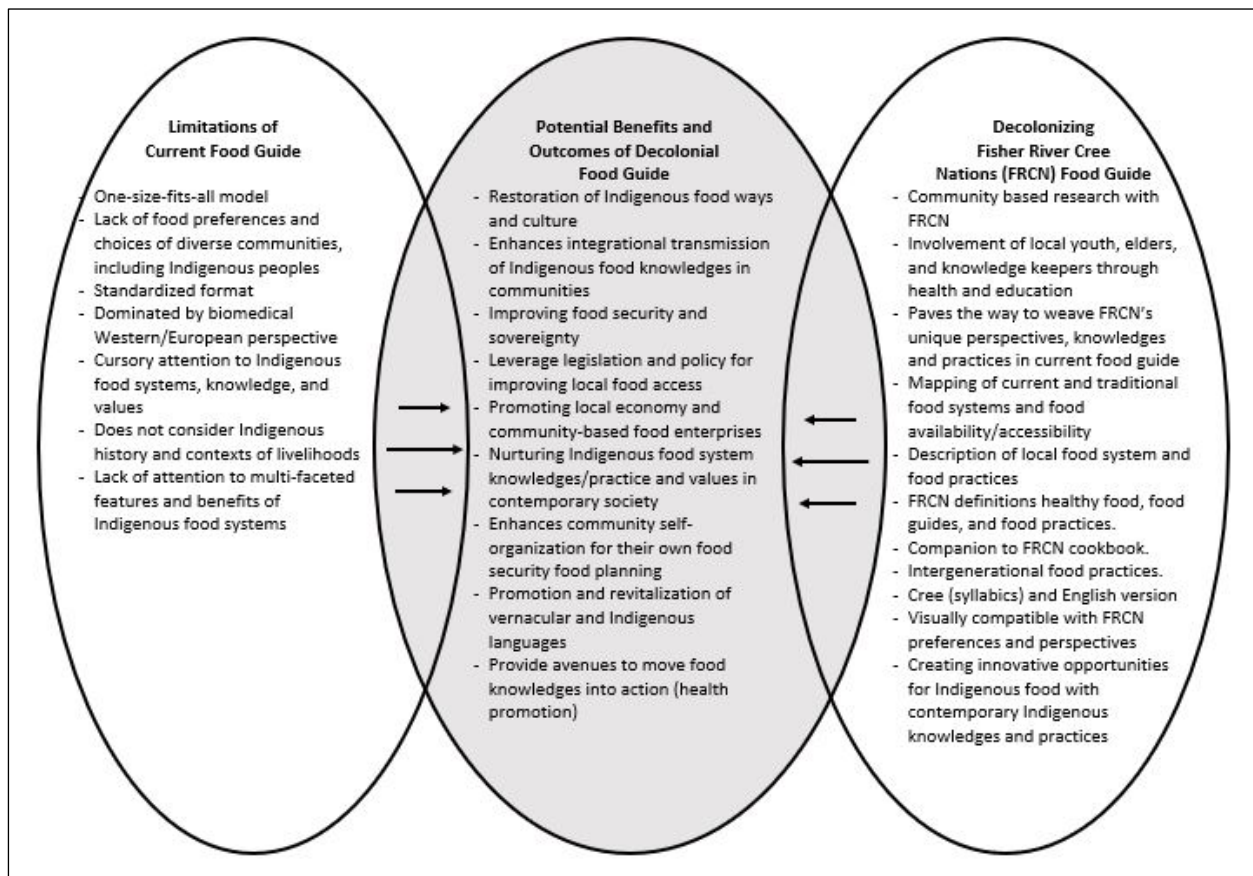 Limitations of
Current Food Guide
- One-size-fits-all model
- Lack of food preferences and
choices of diverse communities,
including Indigenous peoples
- Standardized format
- Dominated by biomedical
Western/European perspective
- Cursory attention to Indigenous
food systems, knowledge, and
values
- Does not consider Indigenous
history and contexts of livelihoods
- Lack of attention to multi-faceted
features and benefits of
Indigenous food systems
Potential Benefits and
Outcomes of Decolonial
Food Guide
- Restoration of Indigenous food ways
and culture
- Enhances integrational transmission
of Indigenous food knowledges in
communities
- Improving food security and
sovereignty
- Leverage legislation and policy for
improving local food access
- Promoting local economy and
community-based food enterprises
- Nurturing Indigenous food system
knowledges/practice and values in
contemporary society
- Enhances community self-
organization for their own food
security food planning
- Promotion and revitalization of
vernacular and Indigenous
languages
- Provide avenues to move food
knowledges into action (health
promotion)
Decolonizing
Fisher River Cree
Nations (FRCN) Food Guide
- Community based research with
FRCN
- Involvement of local youth, elders,
and knowledge keepers through
health and education
- Paves the way to weave FRCN's
unique perspectives, knowledges
and practices in current food guide
- Mapping of current and traditional
food systems and food
availability/accessibility
- Description of local food system and
food practices
- FRCN definitions healthy food, food
guides, and food practices.
- Companion to FRCN cookbook.
- Intergenerational food practices.
- Cree (syllabics) and English version
- Visually compatible with FRCN
preferences and perspectives
- Creating innovative opportunities
for Indigenous food with
contemporary Indigenous
knowledges and practices